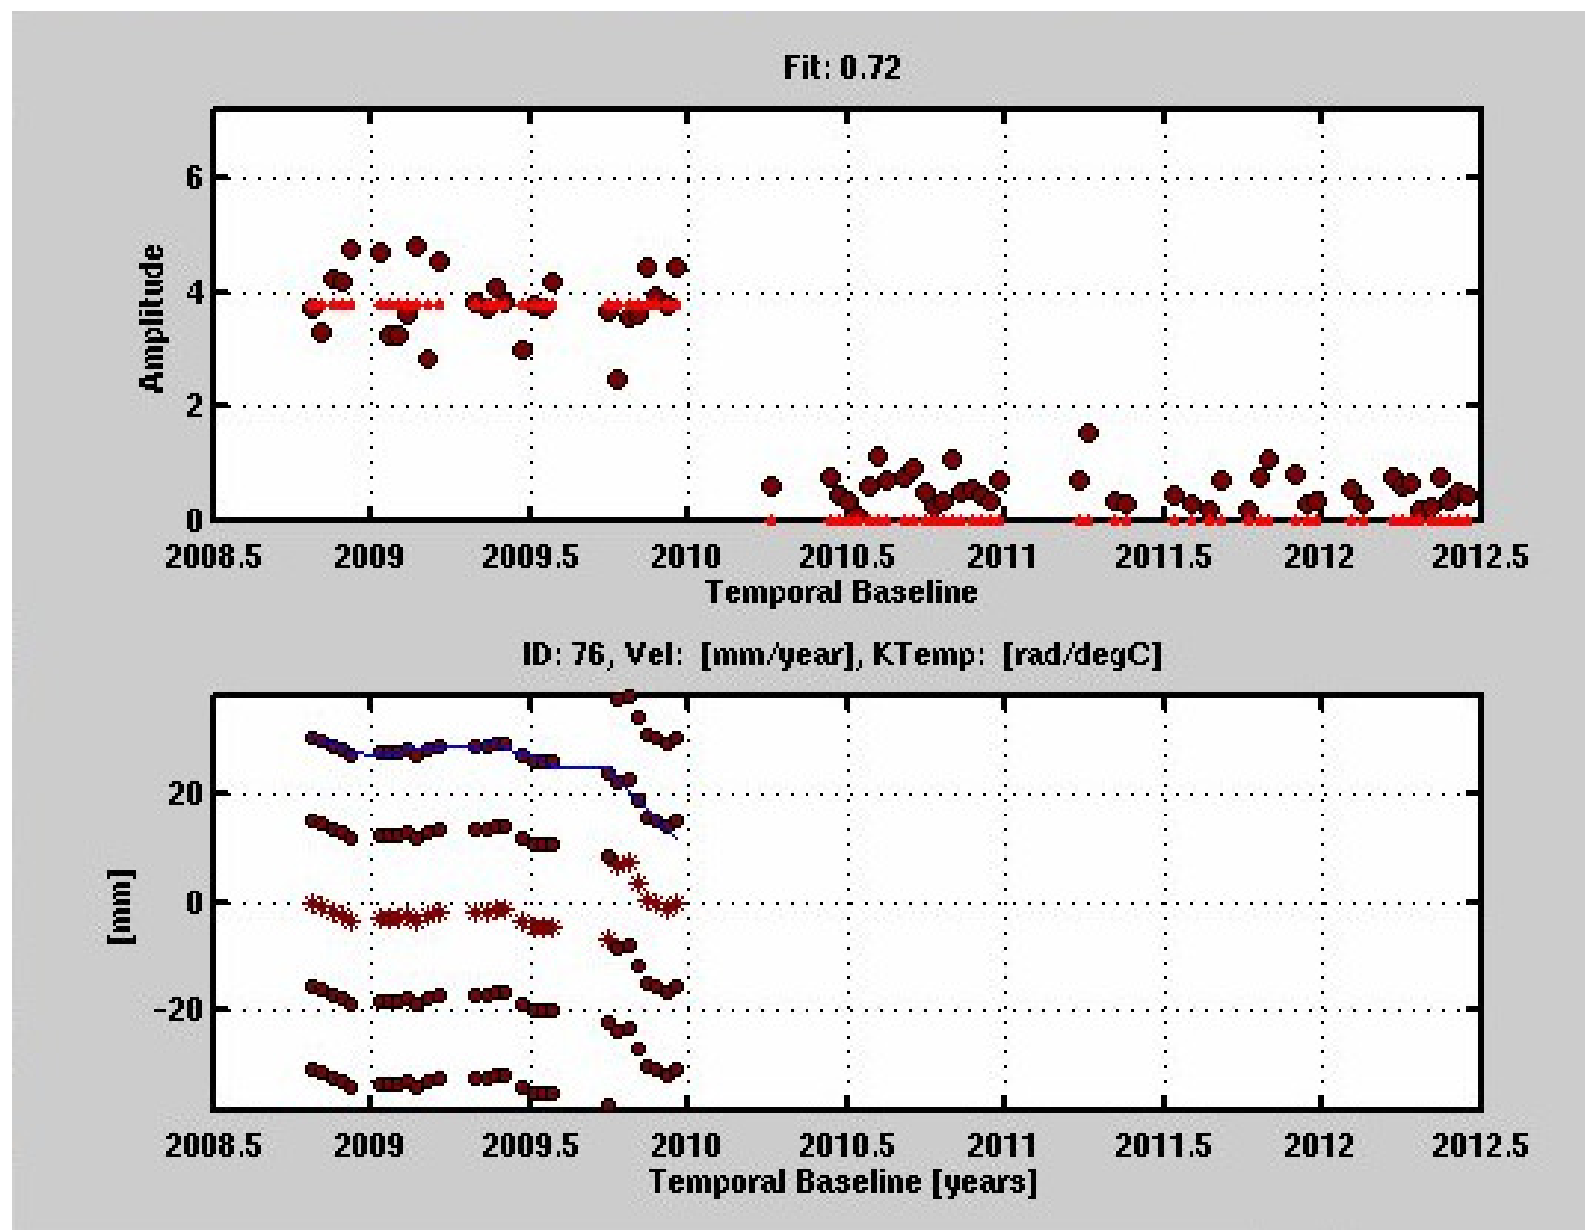 Fit: 0.72
Amplitude
6
4
2
0
2008.5 2009 2009.5 2010 2010.5 2011 2011.5 2012 2012.5
Temporal Baseline
ID: 76, Vel:  [mm/year], KTemp:  [rad/degC]
[mm]
20
0
-20
2008.5 2009 2009.5 2010 2010.5 2011 2011.5 2012 2012.5
Temporal Baseline [years]